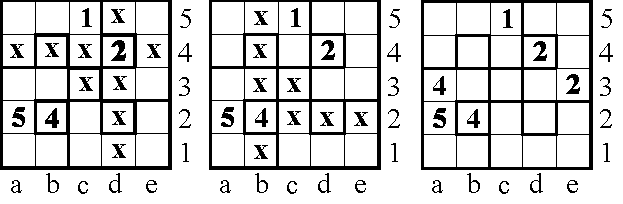 1 x 5 x 1 5 1 5
x x x 2 x 4 x 2 4 2 4
x x 3 x x 3 4 2 3
5 4 x 2 5 4 x x x 2 5 4 2
x 1 x 1 1
a b c d e a b c d e a b c d e